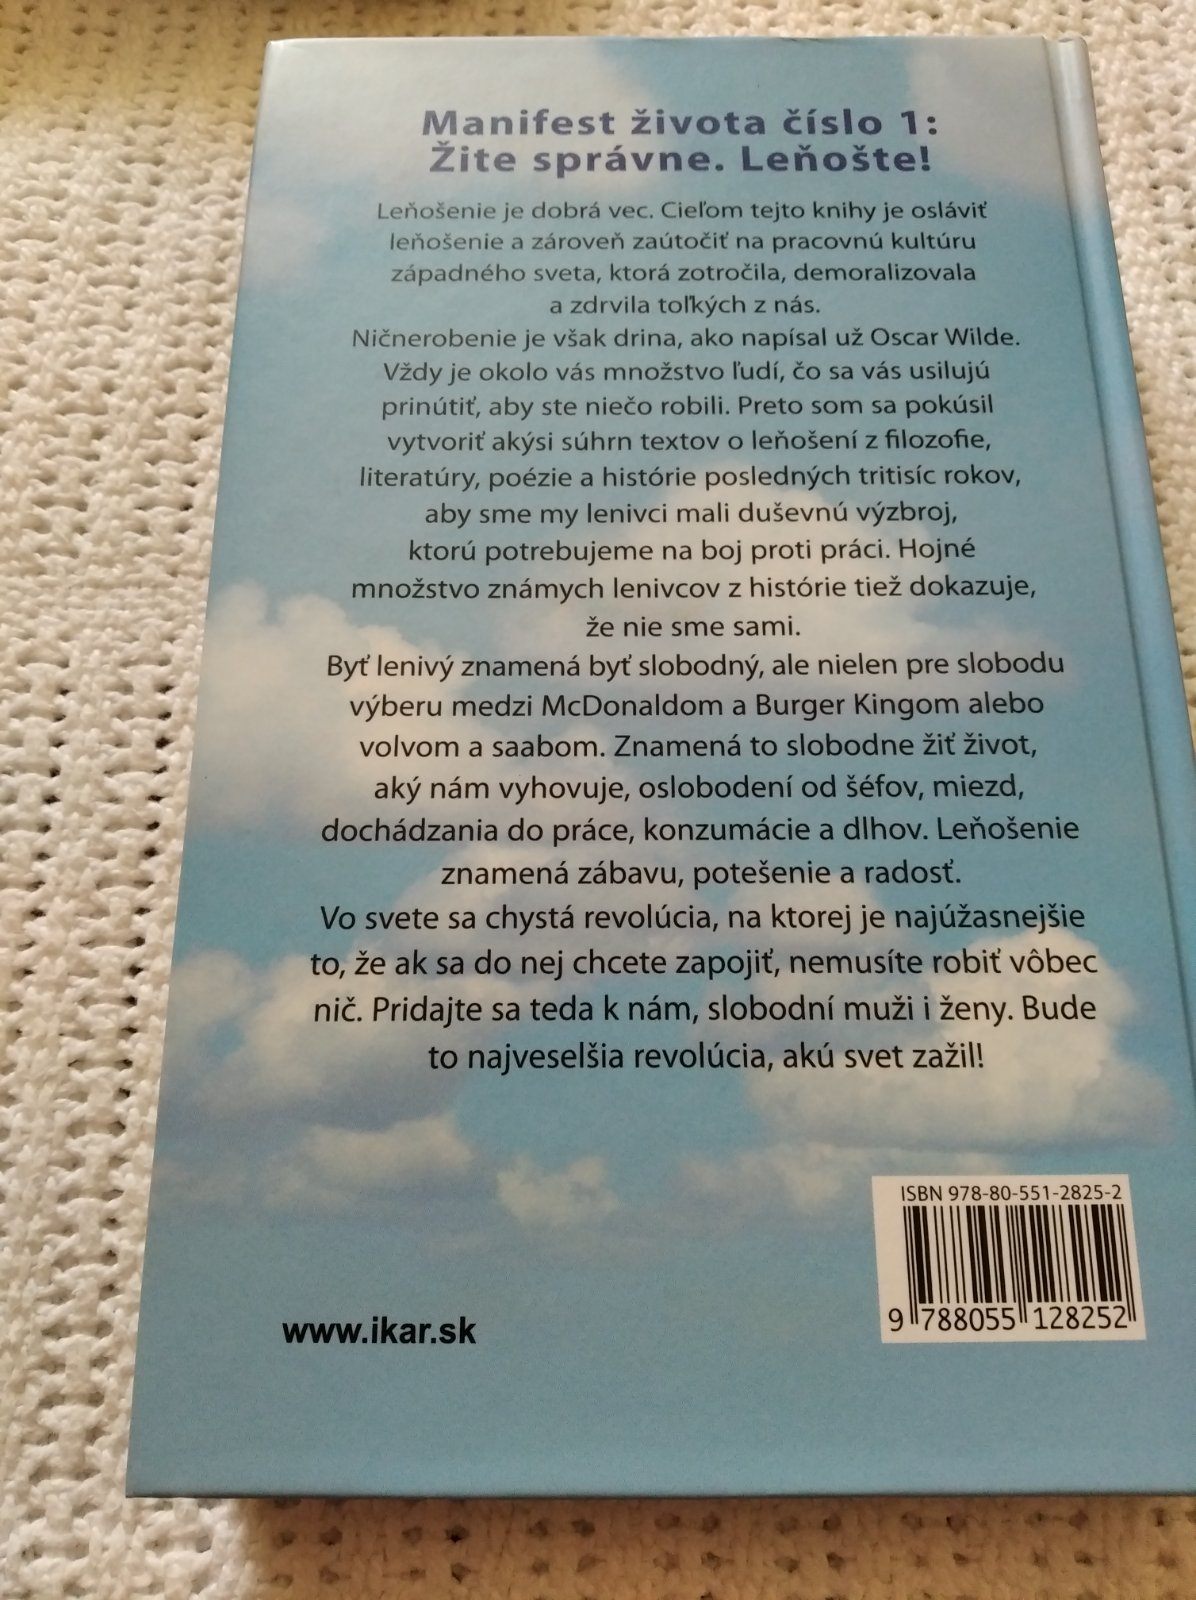 Manifest života číslo 1:
Žite správne. Leňošte!
Leňošenie je dobrá vec. Cieľom tejto knihy je osláviť
leňošenie a zároveň zaútočiť na pracovnú kultúru
západného sveta, ktorá zotročila, demoralizovala
a zdrvila toľkých z nás.
Ničnerobenie je však drina, ako napísal už Oscar Wilde.
Vždy je okolo vás množstvo ľudí, čo sa vás usilujú
prinútiť, aby ste niečo robili. Preto som sa pokúsil
vytvoriť akýsi súhrn textov o leňošení z filozofie,
literatúry, poézie a histórie posledných tritisíc rokov,
aby sme my lenivci mali duševnú výzbroj,
ktorú potrebujeme na boj proti práci. Hojné
množstvo známych lenivcov z histórie tiež dokazuje,
že nie sme sami.
Byť lenivý znamená byť slobodný, ale nielen pre slobodu
výberu medzi McDonaldom a Burger Kingom alebo
volvom a saabom. Znamená to slobodne žiť život,
aký nám vyhovuje, oslobodení od šéfov, miezd,
dochádzania do práce, konzumácie a dlhov. Leňošenie
znamená zábavu, potešenie a radosť.
Vo svete sa chystá revolúcia, na ktorej je najúžasnejšie
to, že ak sa do nej chcete zapojiť, nemusíte robiť vôbec
nič. Pridajte sa teda k nám, slobodní muži i ženy. Bude
to najveselšia revolúcia, akú svet zažil!
ISBN 978-80-551-2825-2
9 788055 128252
www.ikar.sk